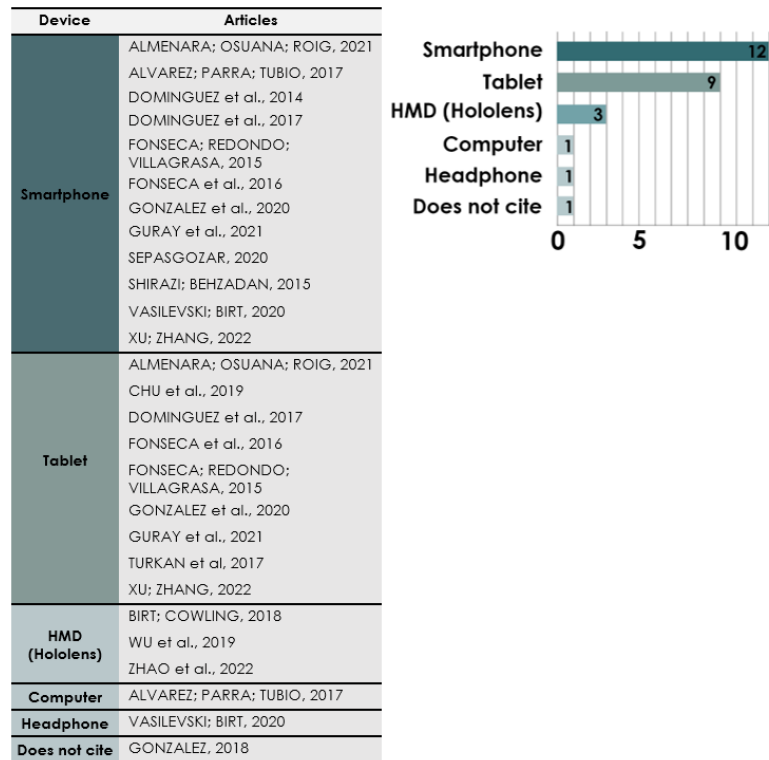 Device Articles
Smartphone
ALMENARA; OSUANA; ROIG, 2021
ALVAREZ; PARRA; TUBIO, 2017
DOMINGUEZ et al., 2014
DOMINGUEZ et al., 2017
FONSECA; REDONDO;
VILLAGRASA, 2015
FONSECA et al., 2016
GONZALEZ et al., 2020
GURAY et al., 2021
SEPASGOZAR, 2020
SHIRAZI; BEHZADAN, 2015
VASILEVSKI; BIRT, 2020
XU; ZHANG, 2022
Tablet
ALMENARA; OSUANA; ROIG, 2021
CHU et al., 2019
DOMINGUEZ et al., 2017
FONSECA et al., 2016
FONSECA; REDONDO;
VILLAGRASA, 2015
GONZALEZ et al., 2020
GURAY et al., 2021
TURKAN et al, 2017
XU; ZHANG, 2022
HMD
(Hololens)
BIRT; COWLING, 2018
WU et al., 2019
ZHAO et al., 2022
Computer ALVAREZ; PARRA; TUBIO, 2017
Headphone VASILEVSKI; BIRT, 2020
Does not cite GONZALEZ, 2018
Smartphone 12
Tablet 9
HMD (Hololens) 3
Computer 1
Headphone 1
Does not cite 1
0 5 10